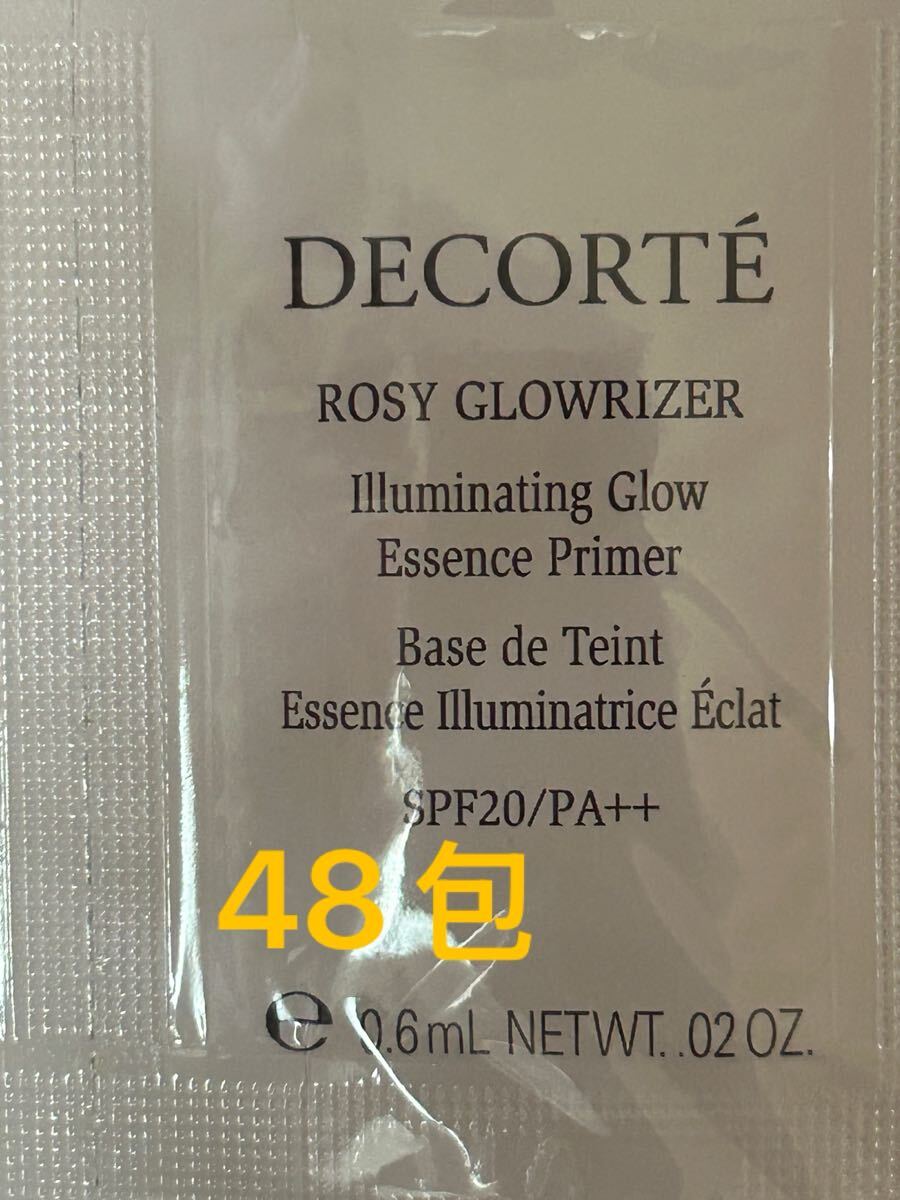 DECORTÉ
ROSY GLOWRIZER
Illuminating Glow
Essence Primer
Base de Teint
Essence Illuminatrice Éclat
SPF20/PA++
48包
℮ 0.6mL NETWT. .02 OZ.